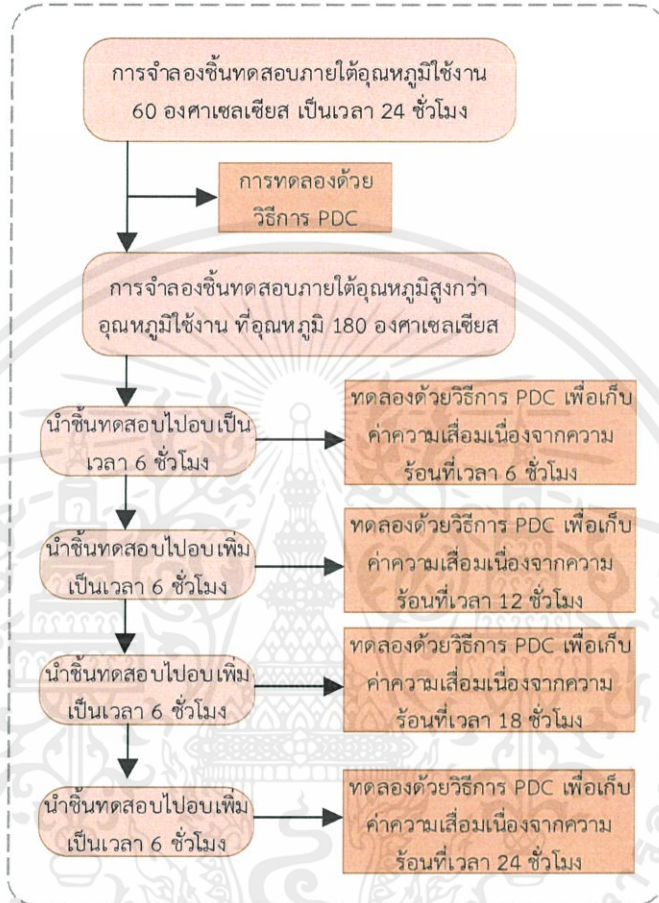 การจำลองชิ้นทดสอบภายใต้อุณหภูมิใช้งาน
60 องศาเซลเซียส เป็นเวลา 24 ชั่วโมง
การทดลองด้วย
วิธีการ PDC
การจำลองชิ้นทดสอบภายใต้อุณหภูมิสูงกว่า
อุณหภูมิใช้งาน ที่อุณหภูมิ 180 องศาเซลเซียส
นำชิ้นทดสอบไปอบเป็น
เวลา 6 ชั่วโมง
ทดลองด้วยวิธีการ PDC เพื่อเก็บ
ค่าความเสื่อมเนื่องจากความ
ร้อนที่เวลา 6 ชั่วโมง
นำชิ้นทดสอบไปอบเพิ่ม
เป็นเวลา 6 ชั่วโมง
ทดลองด้วยวิธีการ PDC เพื่อเก็บ
ค่าความเสื่อมเนื่องจากความ
ร้อนที่เวลา 12 ชั่วโมง
นำชิ้นทดสอบไปอบเพิ่ม
เป็นเวลา 6 ชั่วโมง
ทดลองด้วยวิธีการ PDC เพื่อเก็บ
ค่าความเสื่อมเนื่องจากความ
ร้อนที่เวลา 18 ชั่วโมง
นำชิ้นทดสอบไปอบเพิ่ม
เป็นเวลา 6 ชั่วโมง
ทดลองด้วยวิธีการ PDC เพื่อเก็บ
ค่าความเสื่อมเนื่องจากความ
ร้อนที่เวลา 24 ชั่วโมง